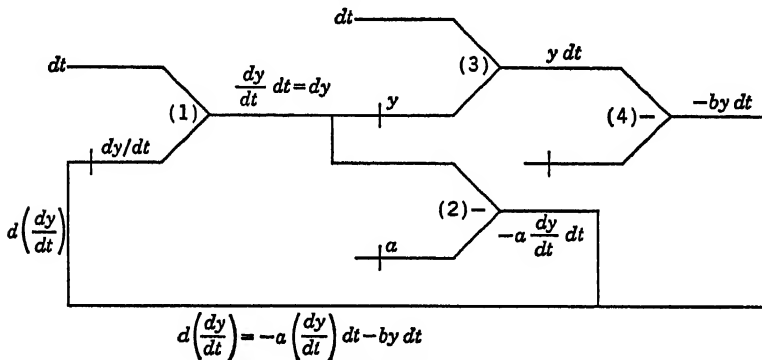 dt
dt
(3)
y dt
dy/dt dt = dy
(1)
y
(4)−
−by dt
dy/dt
(2)−
d(dy/dt)
−a dy/dt dt
a
d(dy/dt) = −a(dy/dt) dt − by dt